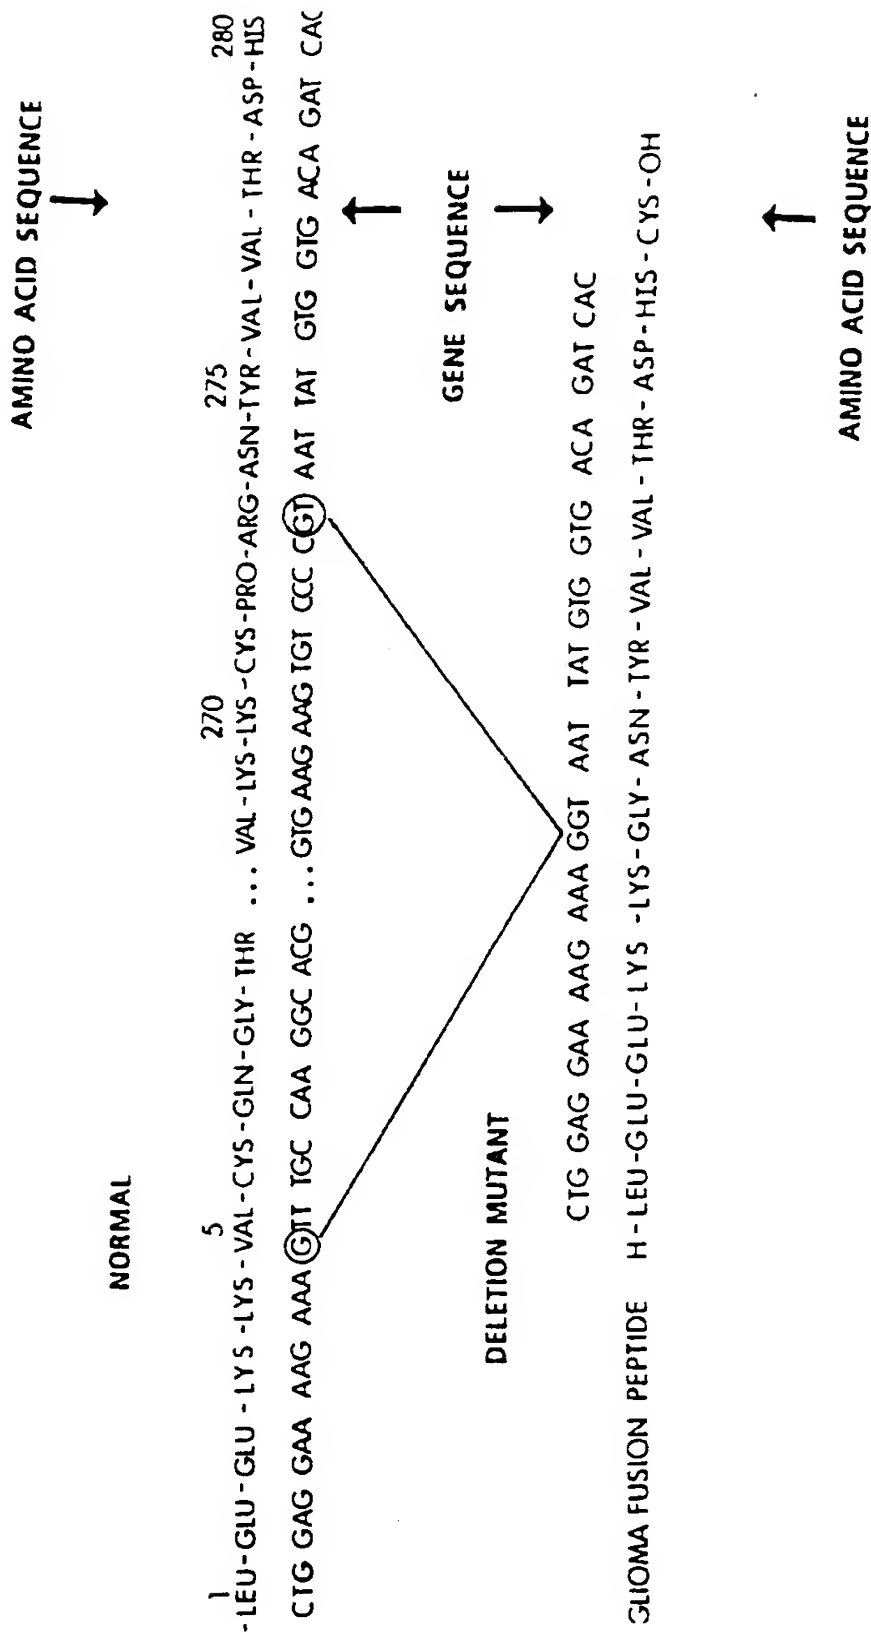 AMINO ACID SEQUENCE
NORMAL
1 5 270 275 280
-LEU-GLU-GLU-LYS-LYS-VAL-CYS-GLN-GLY-THR ... VAL-LYS-LYS-CYS-PRO-ARG-ASN-TYR-VAL-VAL-THR-ASP-HIS
CTG GAG GAA AAG AAA GTT TGC CAA GGC ACG ... GTG AAG AAG TGT CCC CGT AAT TAT GTG GTG ACA GAT CAC
GENE SEQUENCE
DELETION MUTANT
CTG GAG GAA AAG AAA GGT AAT TAT GTG GTG ACA GAT CAC
GLIOMA FUSION PEPTIDE H-LEU-GLU-GLU-LYS-LYS-GLY-ASN-TYR-VAL-VAL-THR-ASP-HIS-CYS-OH
AMINO ACID SEQUENCE